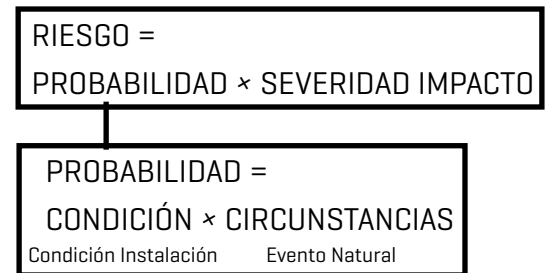 RIESGO =
PROBABILIDAD × SEVERIDAD IMPACTO
PROBABILIDAD =
CONDICIÓN × CIRCUNSTANCIAS
Condición Instalación Evento Natural